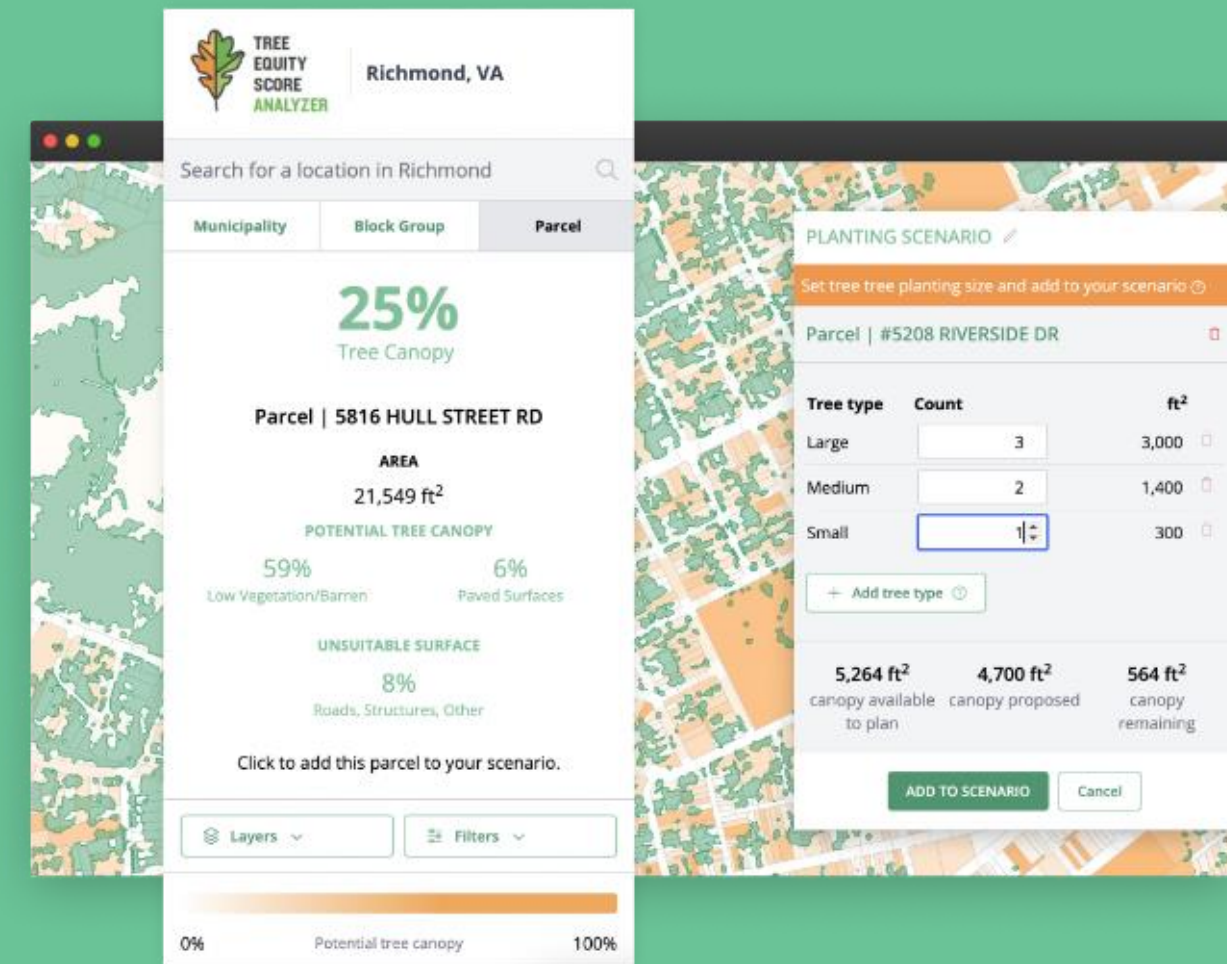 TREE
EQUITY
SCORE
ANALYZER
Richmond, VA
Search for a location in Richmond
Municipality Block Group Parcel
25%
Tree Canopy
Parcel | 5816 HULL STREET RD
AREA
21,549 ft²
POTENTIAL TREE CANOPY
59% 6%
Low Vegetation/Barren Paved Surfaces
UNSUITABLE SURFACE
8%
Roads, Structures, Other
Click to add this parcel to your scenario.
Layers Filters
0% Potential tree canopy 100%
PLANTING SCENARIO
Set tree tree planting size and add to your scenario ?
Parcel | #5208 RIVERSIDE DR
Tree type Count ft²
Large 3 3,000
Medium 2 1,400
Small 1 300
+ Add tree type ?
5,264 ft² 4,700 ft² 564 ft²
canopy available canopy proposed canopy
to plan remaining
ADD TO SCENARIO Cancel